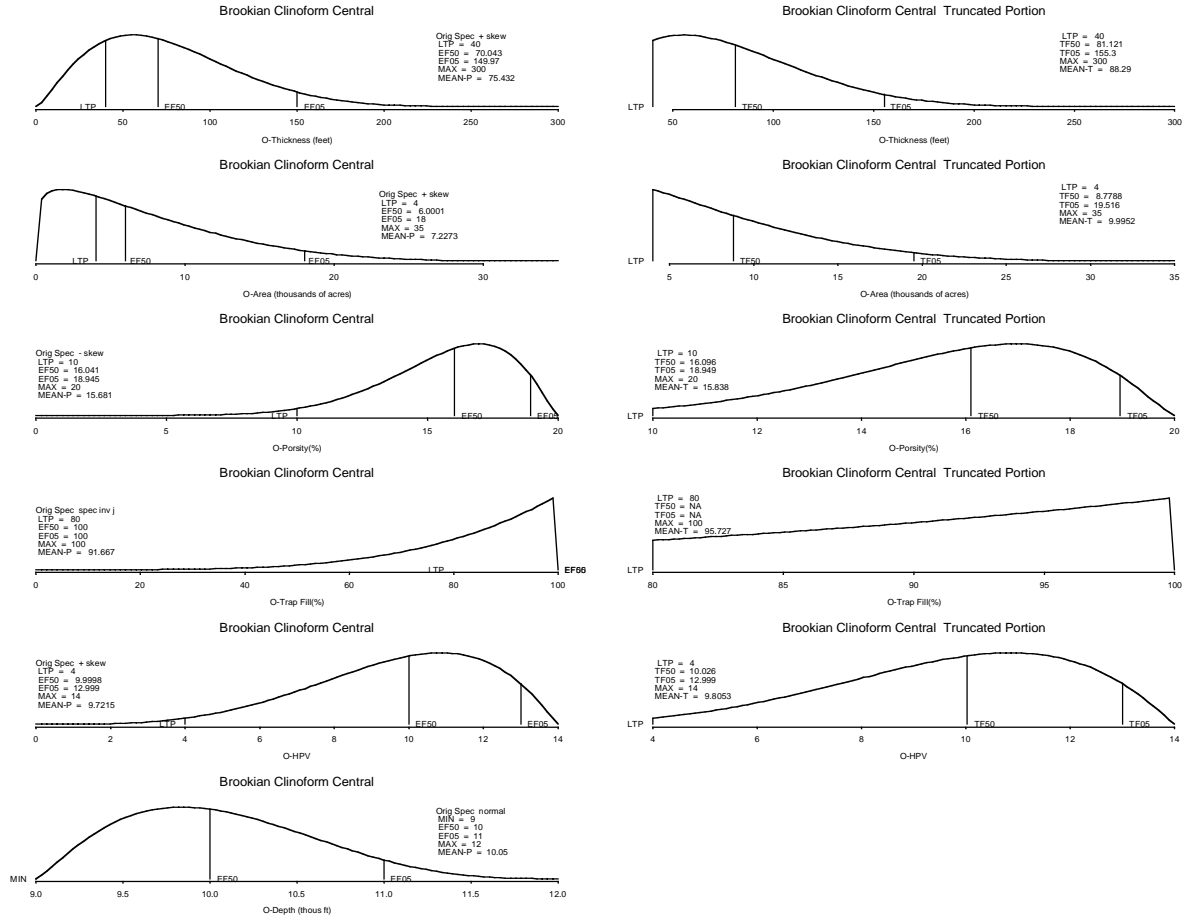 Brookian Clinoform Central
Orig Spec + skew
LTP = 40
EF50 = 70.043
EF05 = 149.97
MAX = 300
MEAN-P = 75.432
LTP EF50 EF05
0 50 100 150 200 250 300
O-Thickness (feet)
Brookian Clinoform Central Truncated Portion
LTP = 40
TF50 = 81.121
TF05 = 155.3
MAX = 300
MEAN-T = 88.29
LTP TF50 TF05
50 100 150 200 250 300
O-Thickness (feet)
Brookian Clinoform Central
Orig Spec + skew
LTP = 4
EF50 = 6.0001
EF05 = 18
MAX = 35
MEAN-P = 7.2273
LTP EF50 EF05
0 10 20 30
O-Area (thousands of acres)
Brookian Clinoform Central Truncated Portion
LTP = 4
TF50 = 8.7788
TF05 = 19.516
MAX = 35
MEAN-T = 9.9952
LTP TF50 TF05
5 10 15 20 25 30 35
O-Area (thousands of acres)
Brookian Clinoform Central
Orig Spec - skew
LTP = 10
EF50 = 16.041
EF05 = 18.945
MAX = 20
MEAN-P = 15.681
LTP EF50 EF05
0 5 10 15 20
O-Porsity(%)
Brookian Clinoform Central Truncated Portion
LTP = 10
TF50 = 16.096
TF05 = 18.949
MAX = 20
MEAN-T = 15.838
LTP TF50 TF05
10 12 14 16 18 20
O-Porsity(%)
Brookian Clinoform Central
Orig Spec spec inv j
LTP = 80
EF50 = 100
EF05 = 100
MAX = 100
MEAN-P = 91.667
LTP
0 20 40 60 80 100
O-Trap Fill(%)
Brookian Clinoform Central Truncated Portion
LTP = 80
TF50 = NA
TF05 = NA
MAX = 100
MEAN-T = 95.727
LTP
80 85 90 95 100
O-Trap Fill(%)
Brookian Clinoform Central
Orig Spec + skew
LTP = 4
EF50 = 9.9998
EF05 = 12.999
MAX = 14
MEAN-P = 9.7215
LTP EF50 EF05
0 2 4 6 8 10 12 14
O-HPV
Brookian Clinoform Central Truncated Portion
LTP = 4
TF50 = 10.026
TF05 = 12.999
MAX = 14
MEAN-T = 9.8053
LTP TF50 TF05
4 6 8 10 12 14
O-HPV
Brookian Clinoform Central
Orig Spec normal
MIN = 9
EF50 = 10
EF05 = 11
MAX = 12
MEAN-P = 10.05
MIN EF50 EF05
9.0 9.5 10.0 10.5 11.0 11.5 12.0
O-Depth (thous ft)